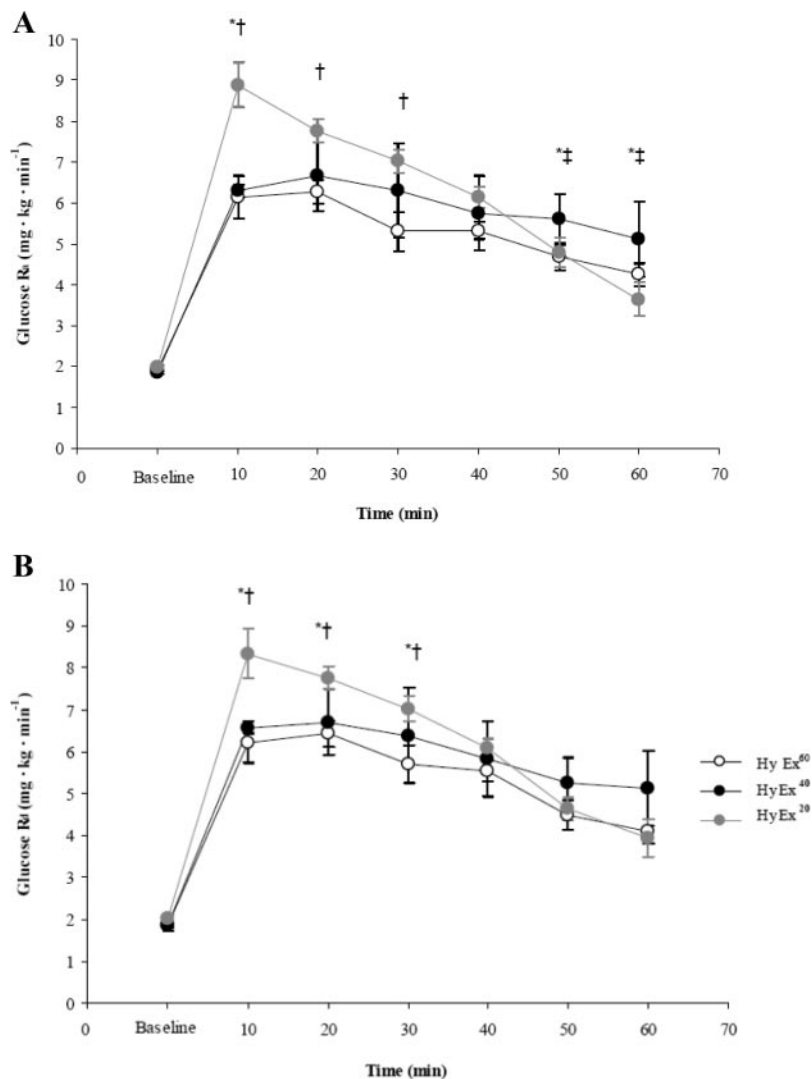 A
10
9
8
7
6
5
4
3
2
1
0
Glucose Ra (mg · kg · min⁻¹)
*†
†
†
*‡
*‡
0 Baseline 10 20 30 40 50 60 70
Time (min)
B
10
9
8
7
6
5
4
3
2
1
0
Glucose Rd (mg · kg · min⁻¹)
*†
*†
*†
Hy Ex⁶⁰
HyEx⁴⁰
HyEx²⁰
0 Baseline 10 20 30 40 50 60 70
Time (min)